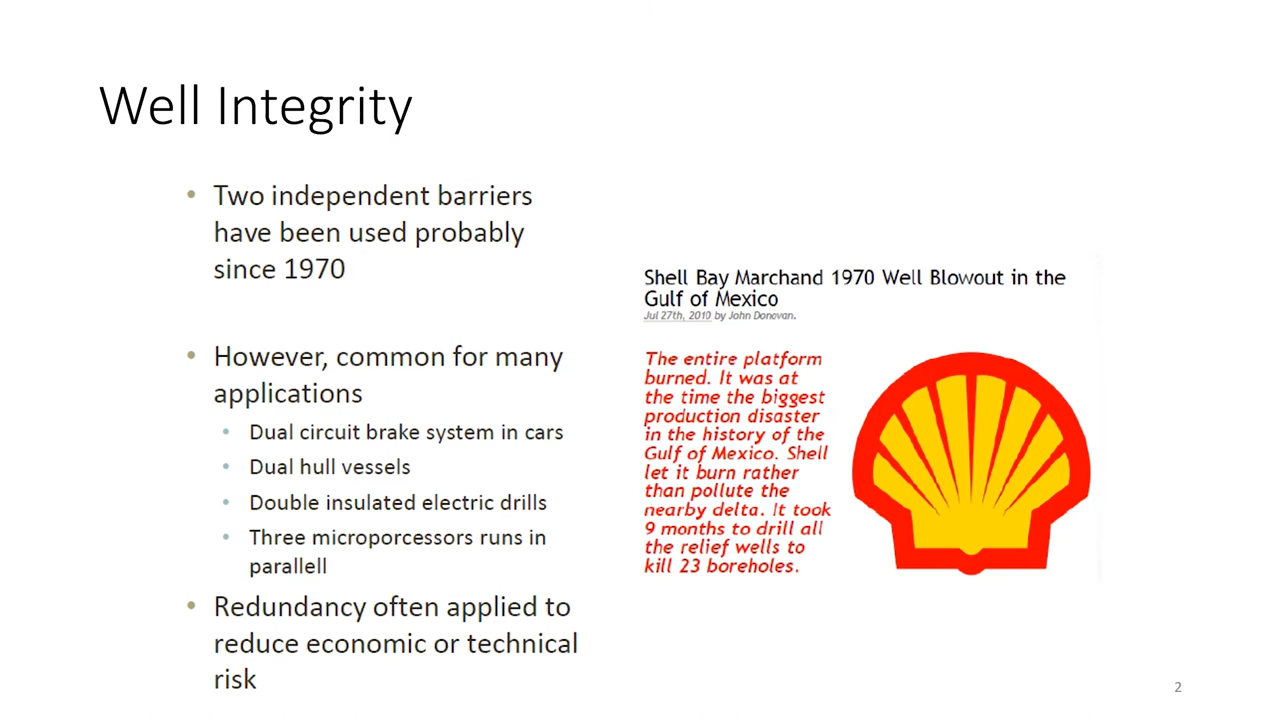 Well Integrity
• Two independent barriers
have been used probably
since 1970
• However, common for many
applications
• Dual circuit brake system in cars
• Dual hull vessels
• Double insulated electric drills
• Three microporcessors runs in
parallell
• Redundancy often applied to
reduce economic or technical
risk
Shell Bay Marchand 1970 Well Blowout in the
Gulf of Mexico
Jul 27th, 2010 by John Donovan.
The entire platform
burned. It was at
the time the biggest
production disaster
in the history of the
Gulf of Mexico. Shell
let it burn rather
than pollute the
nearby delta. It took
9 months to drill all
the relief wells to
kill 23 boreholes.
2